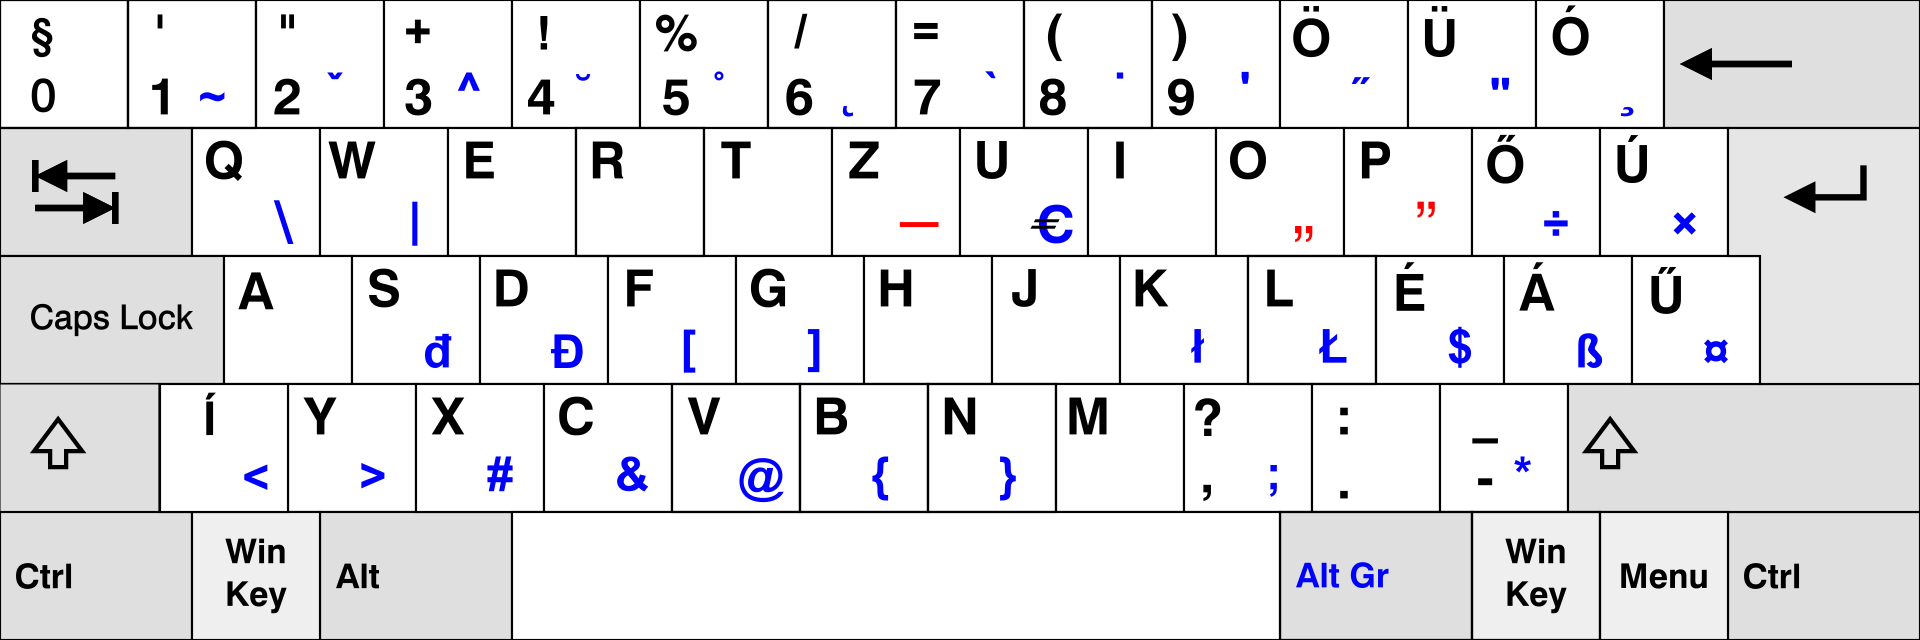 § ' " + ! % / = ( ) Ö Ü Ó
0 1 ~ 2 ˇ 3 ^ 4 ˘ 5 ° 6 ˛ 7 ` 8 ˙ 9 ' ˝ " ¸
Q W E R T Z U I O P Ő Ú
\ | — € „ ” ÷ ×
Caps Lock A S D F G H J K L É Á Ű
đ Đ [ ] ł Ł $ ß ¤
Í Y X C V B N M ? : _
< > # & @ { } , ; . - *
Ctrl Win Key Alt Alt Gr Win Key Menu Ctrl